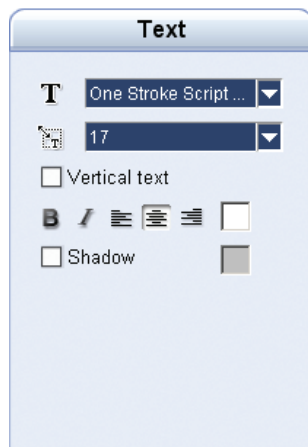 Text
T One Stroke Script ...
T 17
Vertical text
B I
Shadow